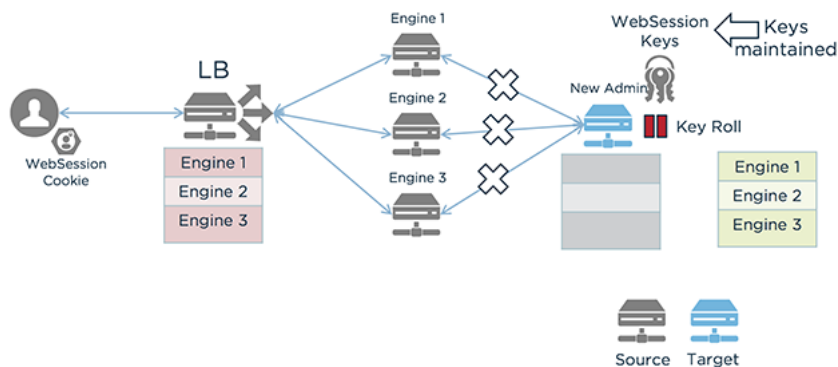 Engine 1
WebSession
Keys
Keys
maintained
LB
Engine 2
New Admin
Key Roll
WebSession
Cookie
Engine 1
Engine 2
Engine 3
Engine 3
Engine 1
Engine 2
Engine 3
Source
Target